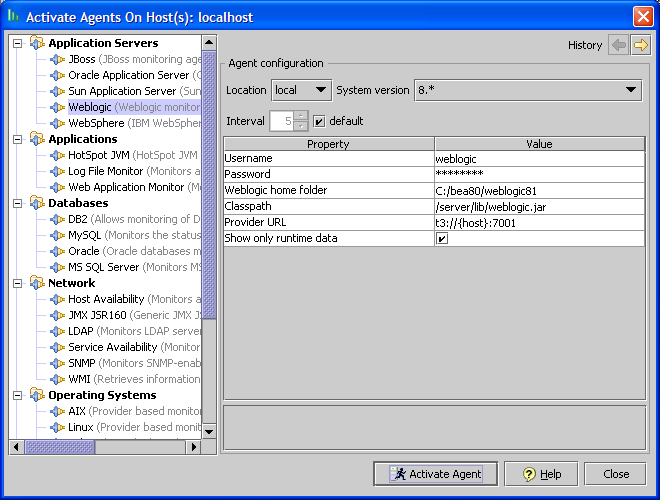 Activate Agents On Host(s): localhost
History
Application Servers
JBoss (JBoss monitoring age
Oracle Application Server (O
Sun Application Server (Sun
Weblogic (Weblogic monitor
WebSphere (IBM WebSpher
Applications
HotSpot JVM (HotSpot JVM
Log File Monitor (Monitors a
Web Application Monitor (M
Databases
DB2 (Allows monitoring of D
MySQL (Monitors the status
Oracle (Oracle databases m
MS SQL Server (Monitors M
Network
Host Availability (Monitors a
JMX JSR160 (Generic JMX J
LDAP (Monitors LDAP server
Service Availability (Monitor
SNMP (Monitors SNMP-enab
WMI (Retrieves information
Operating Systems
AIX (Provider based monito
Linux (Provider based monit
Agent configuration
Location local System version 8.*
Interval 5 default
Property Value
Username weblogic
Password ********
Weblogic home folder C:/bea80/weblogic81
Classpath /server/lib/weblogic.jar
Provider URL t3://{host}:7001
Show only runtime data
Activate Agent Help Close